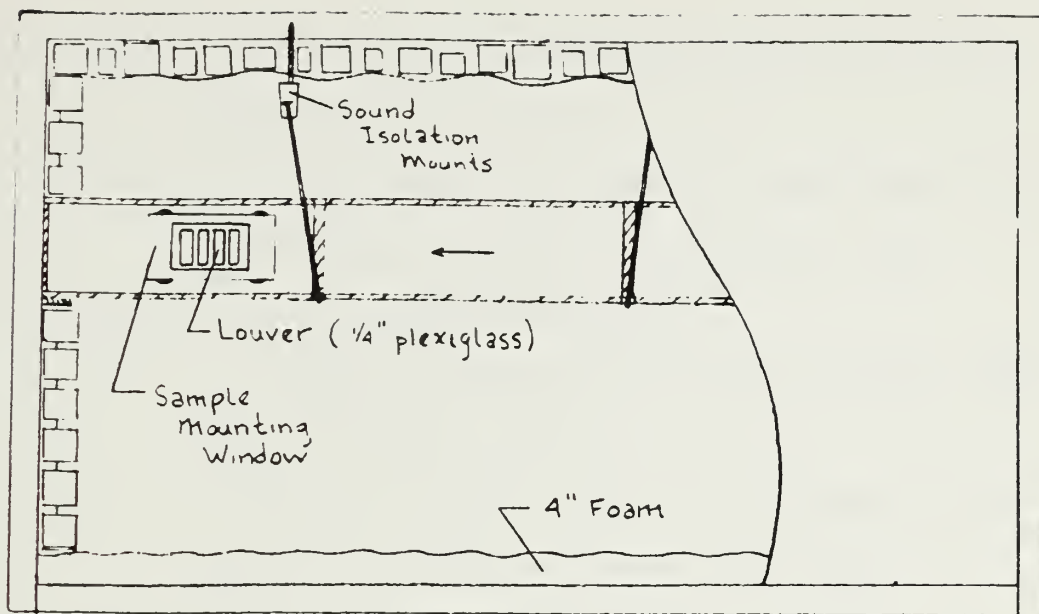 Sound
Isolation
Mounts
Louver ( 1/4" plexiglass)
Sample
Mounting
Window
4" Foam